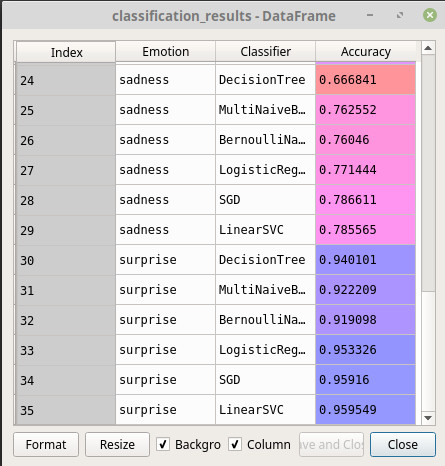 classification_results - DataFrame
Index Emotion Classifier Accuracy
24 sadness DecisionTree 0.666841
25 sadness MultiNaiveB… 0.762552
26 sadness BernoulliNa… 0.76046
27 sadness LogisticReg… 0.771444
28 sadness SGD 0.786611
29 sadness LinearSVC 0.785565
30 surprise DecisionTree 0.940101
31 surprise MultiNaiveB… 0.922209
32 surprise BernoulliNa… 0.919098
33 surprise LogisticReg… 0.953326
34 surprise SGD 0.95916
35 surprise LinearSVC 0.959549
Format Resize Backgro Column ave and Clos Close